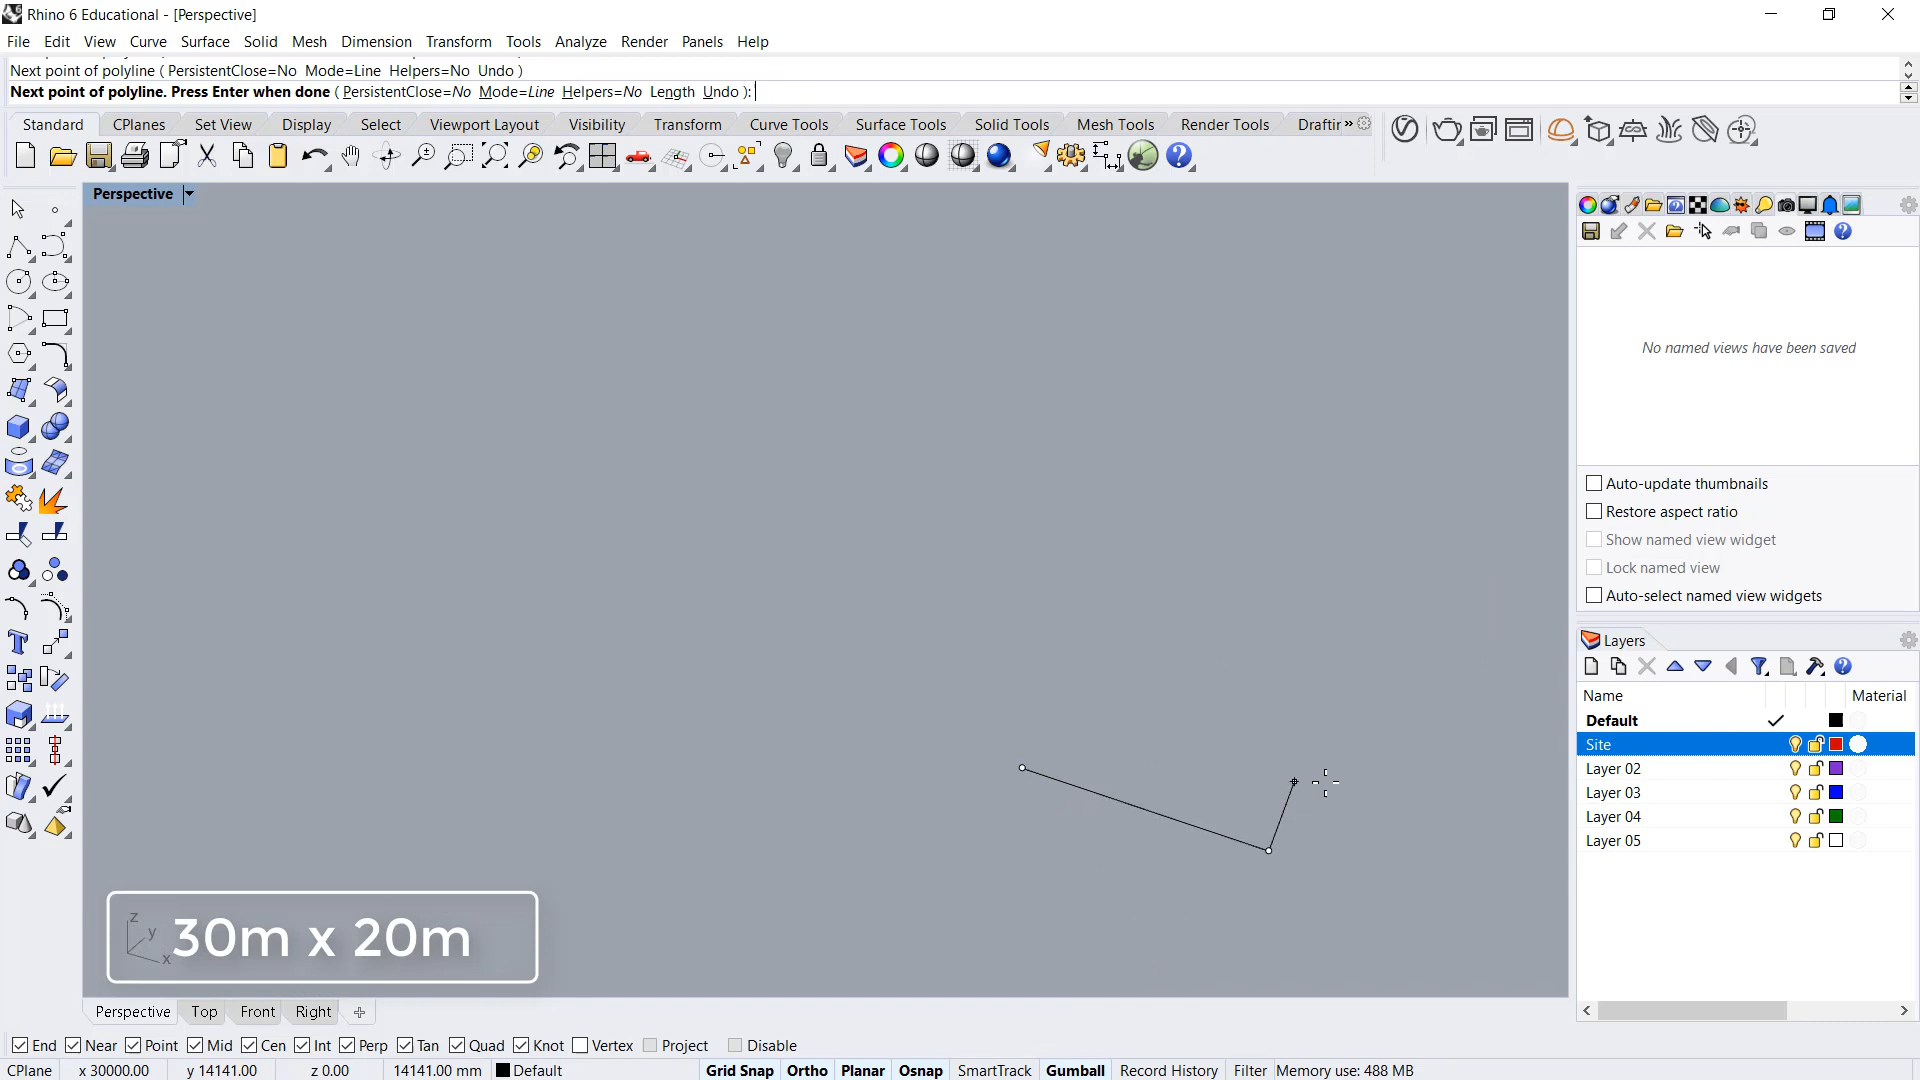 Rhino 6 Educational - [Perspective]
File Edit View Curve Surface Solid Mesh Dimension Transform Tools Analyze Render Panels Help
Next point of polyline ( PersistentClose=No Mode=Line Helpers=No Undo )
Next point of polyline. Press Enter when done ( PersistentClose=No Mode=Line Helpers=No Length Undo ):
Standard CPlanes Set View Display Select Viewport Layout Visibility Transform Curve Tools Surface Tools Solid Tools Mesh Tools Render Tools Draftin »
Perspective
No named views have been saved
Auto-update thumbnails
Restore aspect ratio
Show named view widget
Lock named view
Auto-select named view widgets
Layers
Name Material
Default
Site
Layer 02
Layer 03
Layer 04
Layer 05
z
y
x
30m x 20m
Perspective Top Front Right
End Near Point Mid Cen Int Perp Tan Quad Knot Vertex Project Disable
CPlane x 30000.00 y 14141.00 z 0.00 14141.00 mm Default Grid Snap Ortho Planar Osnap SmartTrack Gumball Record History Filter Memory use: 488 MB